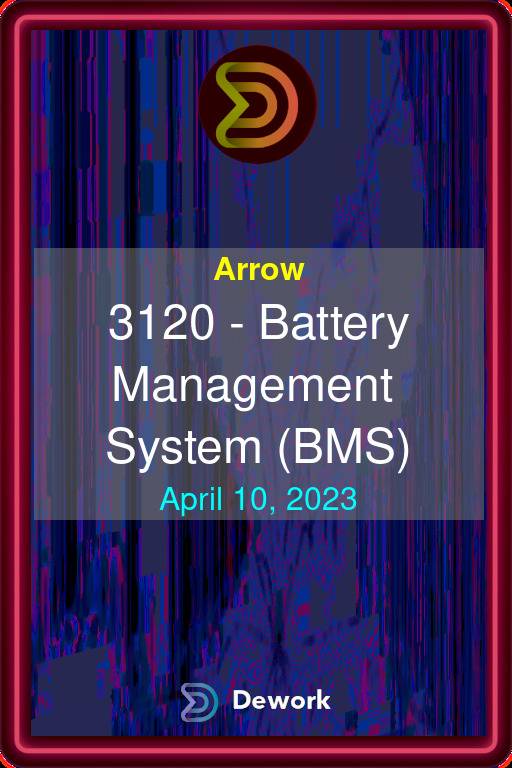 Arrow
3120 - Battery
Management
System (BMS)
April 10, 2023
Dework